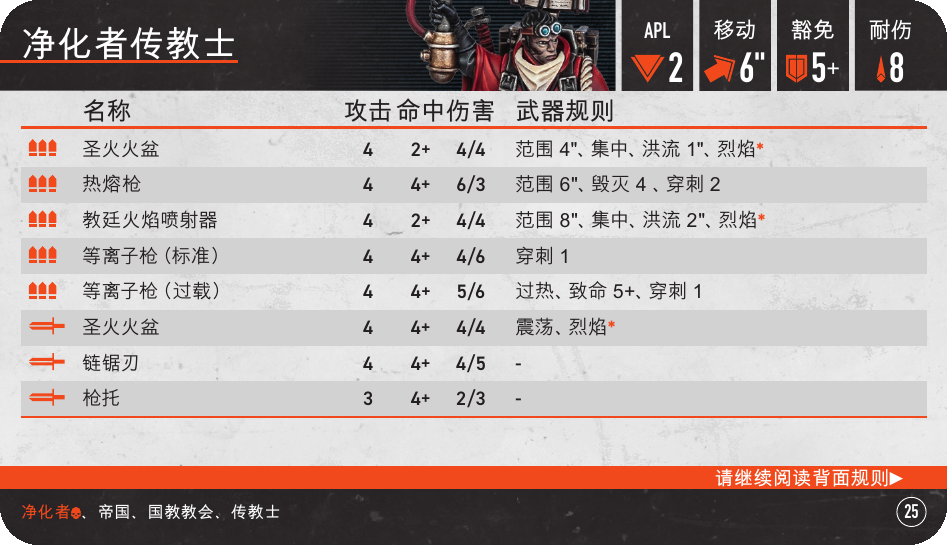 净化者传教士
APL 移动 豁免 耐伤
2 6" 5+ 8
名称 攻击 命中 伤害 武器规则
圣火火盆 4 2+ 4/4 范围 4"、集中、洪流 1"、烈焰*
热熔枪 4 4+ 6/3 范围 6"、毁灭 4 、穿刺 2
教廷火焰喷射器 4 2+ 4/4 范围 8"、集中、洪流 2"、烈焰*
等离子枪（标准） 4 4+ 4/6 穿刺 1
等离子枪（过载） 4 4+ 5/6 过热、致命 5+、穿刺 1
圣火火盆 4 4+ 4/4 震荡、烈焰*
链锯刃 4 4+ 4/5 -
枪托 3 4+ 2/3 -
请继续阅读背面规则▶
净化者、帝国、国教教会、传教士
25